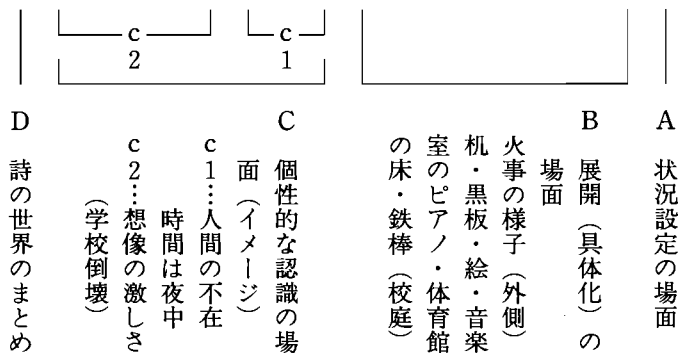 A　状況設定の場面
B　展開（具体化）の
場面
火事の様子（外側）
机・黒板・絵・音楽
室のピアノ・体育館
の床・鉄棒（校庭）
c
1
C　個性的な認識の場
面（イメージ）
c1…人間の不在
時間は夜中
c
2
c2…想像の激しさ
（学校倒壊）
D　詩の世界のまとめ